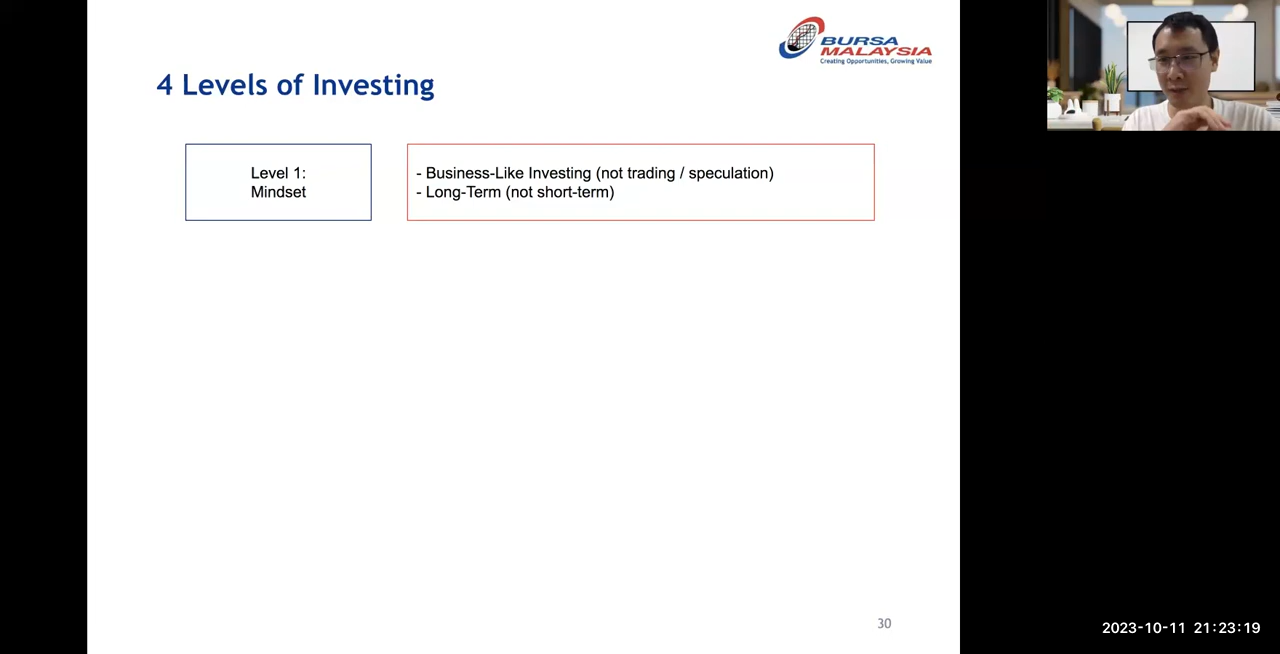 BURSA
MALAYSIA
Creating Opportunities, Growing Value
4 Levels of Investing
Level 1:
Mindset
- Business-Like Investing (not trading / speculation)
- Long-Term (not short-term)
30
2023-10-11 21:23:19